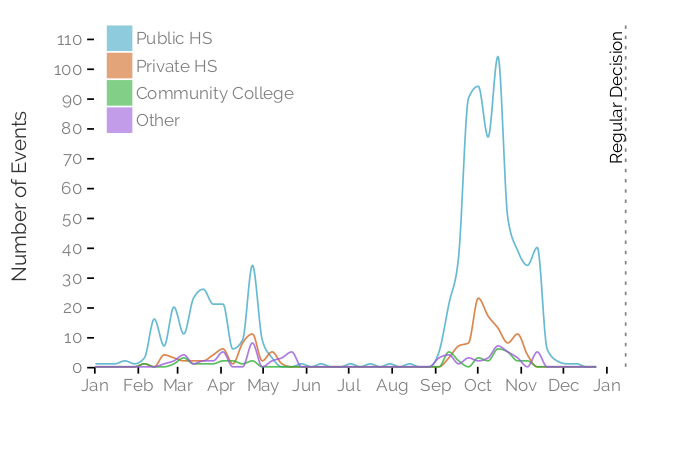 Number of Events
110
100
90
80
70
60
50
40
30
20
10
0
Public HS
Private HS
Community College
Other
Regular Decision
Jan Feb Mar Apr May Jun Jul Aug Sep Oct Nov Dec Jan